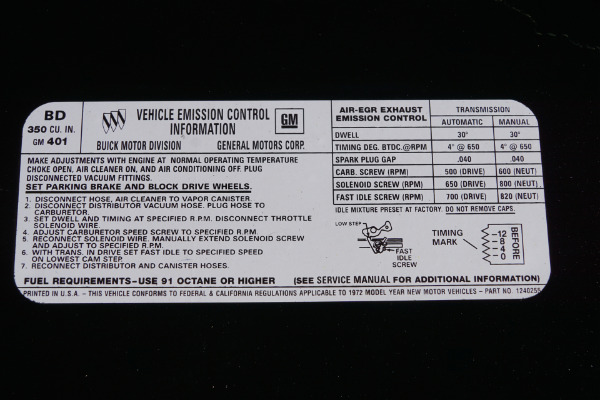 BD
350 CU. IN.
GM 401
VEHICLE EMISSION CONTROL
INFORMATION
GM
BUICK MOTOR DIVISION GENERAL MOTORS CORP.
MAKE ADJUSTMENTS WITH ENGINE AT NORMAL OPERATING TEMPERATURE
CHOKE OPEN, AIR CLEANER ON, AND AIR CONDITIONING OFF. PLUG
DISCONNECTED VACUUM FITTINGS.
SET PARKING BRAKE AND BLOCK DRIVE WHEELS.
1. DISCONNECT HOSE, AIR CLEANER TO VAPOR CANISTER.
2. DISCONNECT DISTRIBUTOR VACUUM HOSE. PLUG HOSE TO
CARBURETOR.
3. SET DWELL AND TIMING AT SPECIFIED R.P.M. DISCONNECT THROTTLE
SOLENOID WIRE.
4. ADJUST CARBURETOR SPEED SCREW TO SPECIFIED R.P.M.
5. RECONNECT SOLENOID WIRE. MANUALLY EXTEND SOLENOID SCREW
AND ADJUST TO SPECIFIED R.P.M.
6. WITH TRANS. IN DRIVE SET FAST IDLE TO SPECIFIED SPEED
ON LOWEST CAM STEP.
7. RECONNECT DISTRIBUTOR AND CANISTER HOSES.
AIR-EGR EXHAUST
EMISSION CONTROL
TRANSMISSION
AUTOMATIC MANUAL
DWELL 30° 30°
TIMING DEG. BTDC.@RPM 4° @ 650 4° @ 650
SPARK PLUG GAP .040 .040
CARB. SCREW (RPM) 500 (DRIVE) 600 (NEUT)
SOLENOID SCREW (RPM) 650 (DRIVE) 800 (NEUT)
FAST IDLE SCREW (RPM) 700 (DRIVE) 820 (NEUT)
IDLE MIXTURE PRESET AT FACTORY. DO NOT REMOVE CAPS.
LOW STEP
FAST
IDLE
SCREW
TIMING
MARK
12
8
4
0
BEFORE
FUEL REQUIREMENTS-USE 91 OCTANE OR HIGHER (SEE SERVICE MANUAL FOR ADDITIONAL INFORMATION)
PRINTED IN U.S.A. - THIS VEHICLE CONFORMS TO FEDERAL & CALIFORNIA REGULATIONS APPLICABLE TO 1972 MODEL YEAR NEW MOTOR VEHICLES - PART NO. 1240255